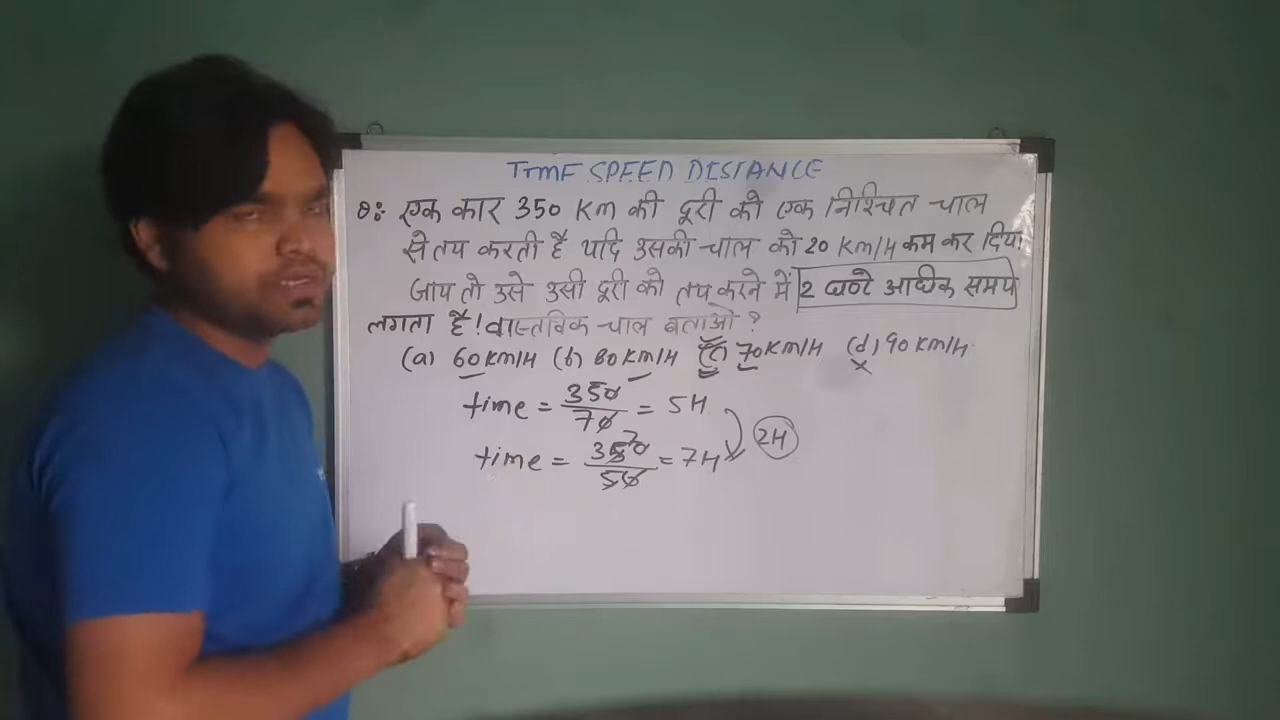 TIME SPEED DISTANCE
Q: एक कार 350 Km की दूरी को एक निश्चित चाल
से तय करती है यदि उसकी चाल को 20 Km/H कम कर दिया
जाय तो उसे उसी दूरी को तय करने में 2 घण्टे अधिक समय
लगता है! वास्तविक चाल बताओ ?
(a) 60 Km/H (b) 80 Km/H (c) 70 Km/H (d) 90 Km/H
time = 350/70 = 5H
2H
time = 350/50 7 = 7H